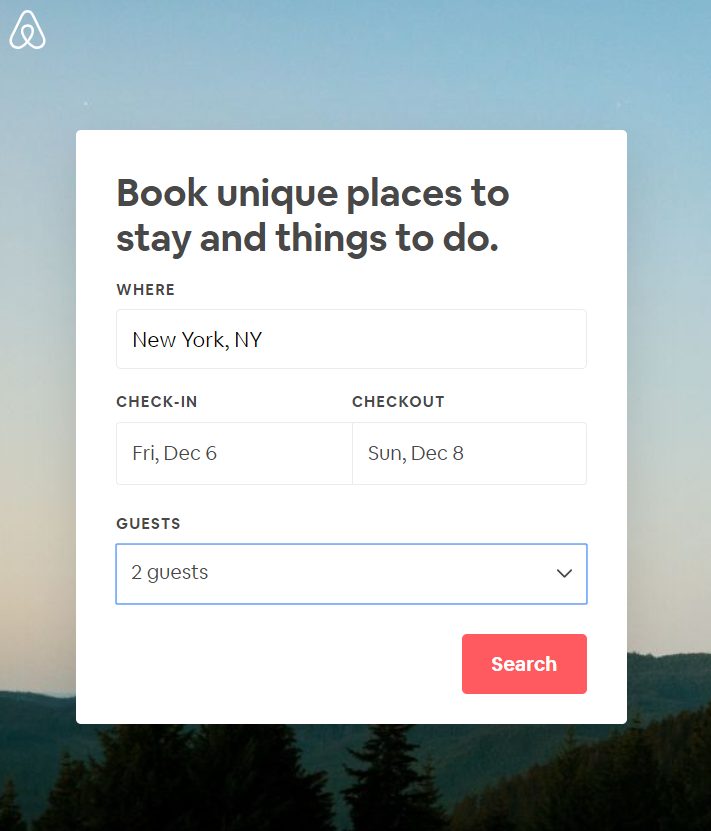 Book unique places to
stay and things to do.
WHERE
New York, NY
CHECK-IN CHECKOUT
Fri, Dec 6 Sun, Dec 8
GUESTS
2 guests
Search